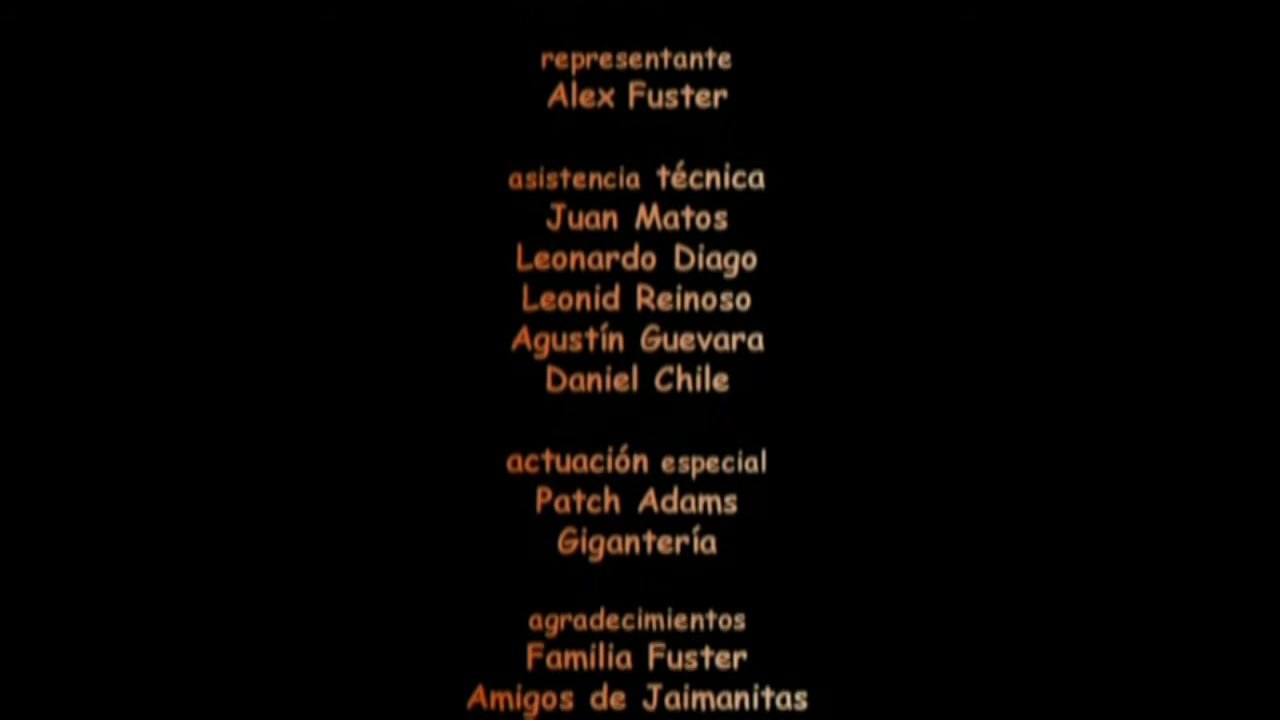 representante
Alex Fuster
asistencia técnica
Juan Matos
Leonardo Diago
Leonid Reinoso
Agustín Guevara
Daniel Chile
actuación especial
Patch Adams
Gigantería
agradecimientos
Familia Fuster
Amigos de Jaimanitas